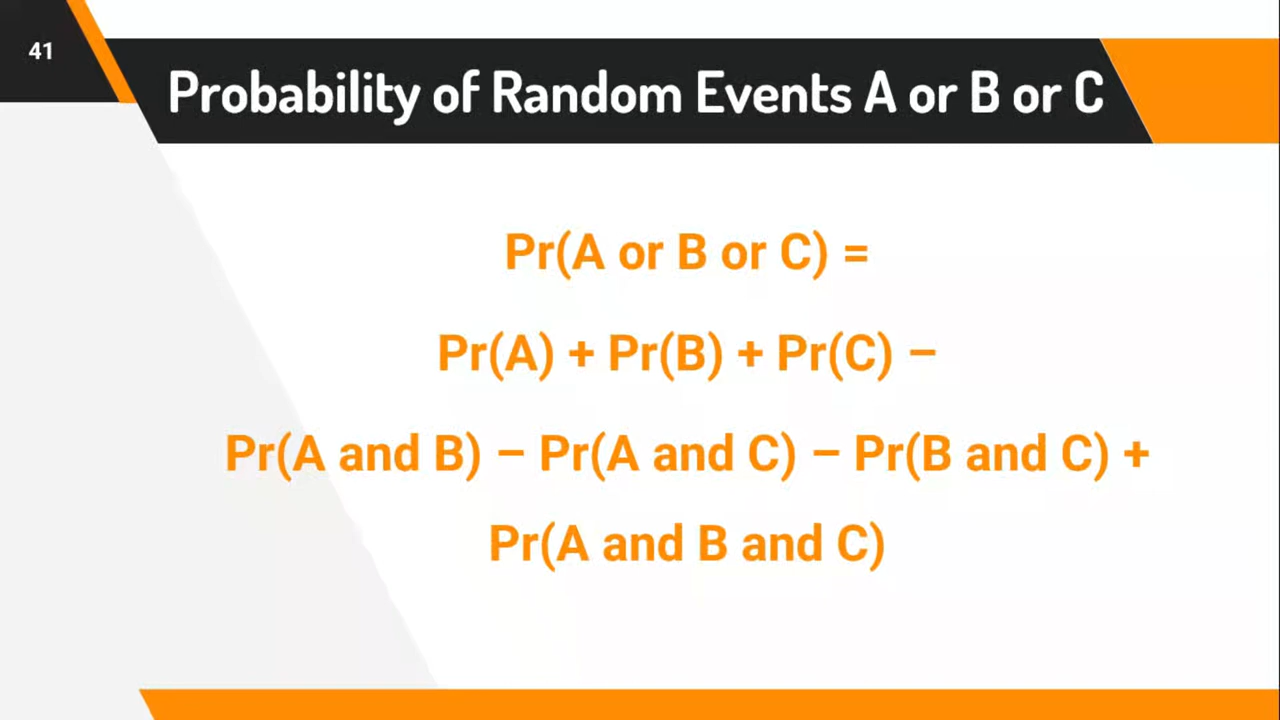 41
Probability of Random Events A or B or C
Pr(A or B or C) =
Pr(A) + Pr(B) + Pr(C) –
Pr(A and B) – Pr(A and C) – Pr(B and C) +
Pr(A and B and C)